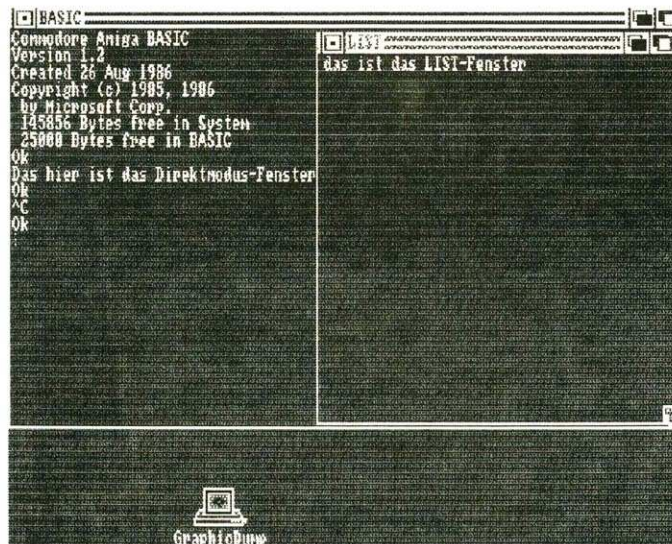 BASIC
Commodore Amiga BASIC
Version 1.2
Created 26 Aug 1986
Copyright (c) 1985, 1986
by Microsoft Corp.
145856 Bytes free in System
25000 Bytes free in BASIC
Ok
Das hier ist das Direktmodus-Fenster
Ok
^C
Ok
LIST
das ist das LIST-Fenster
GraphicDump